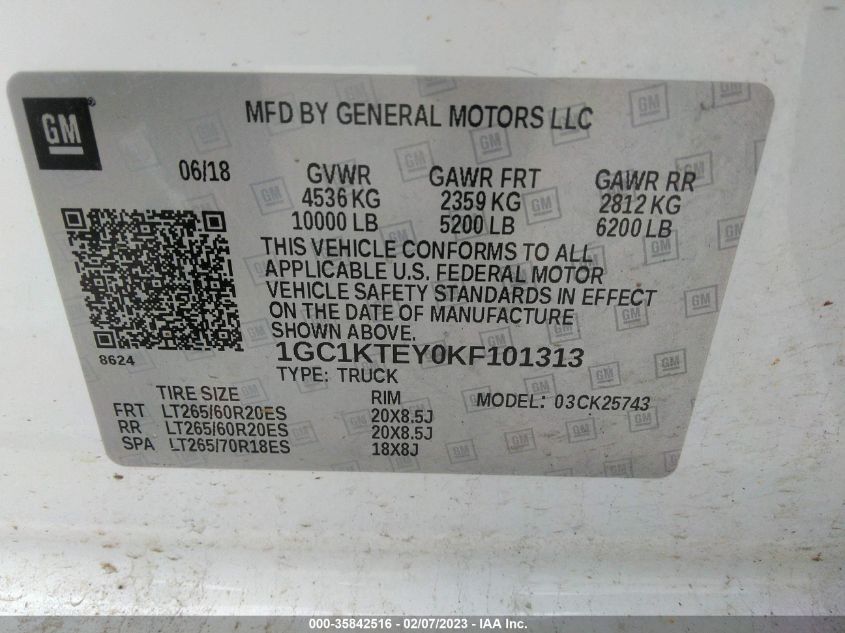 GM
MFD BY GENERAL MOTORS LLC
06/18
GVWR
4536 KG
10000 LB
GAWR FRT
2359 KG
5200 LB
GAWR RR
2812 KG
6200 LB
THIS VEHICLE CONFORMS TO ALL
APPLICABLE U.S. FEDERAL MOTOR
VEHICLE SAFETY STANDARDS IN EFFECT
ON THE DATE OF MANUFACTURE
SHOWN ABOVE.
8624
1GC1KTEY0KF101313
TYPE: TRUCK
TIRE SIZE RIM MODEL: 03CK25743
FRT LT265/60R20ES 20X8.5J
RR LT265/60R20ES 20X8.5J
SPA LT265/70R18ES 18X8J
000-35842516 - 02/07/2023 - IAA Inc.